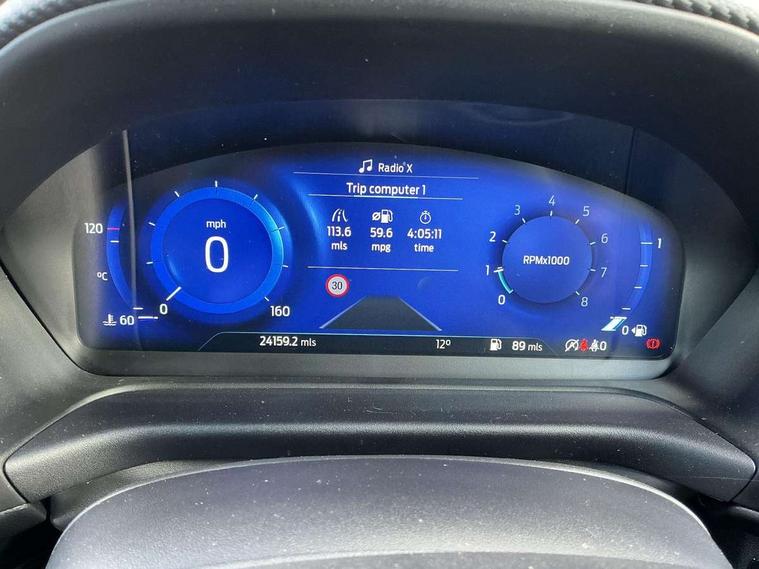 Radio X
Trip computer 1
113.6 59.6 4:05:11
mls mpg time
mph
0
0 160
120
°C
60
30
RPMx1000
0 1 2 3 4 5 6 7 8
1
0
24159.2 mls 12° 89 mls